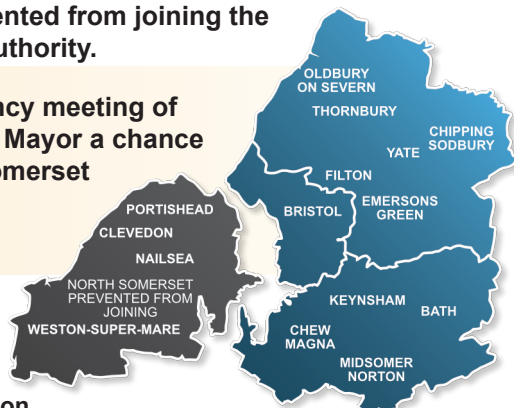 ented from joining the
uthority.
ncy meeting of
Mayor a chance
omerset
OLDBURY
ON SEVERN
THORNBURY
CHIPPING
SODBURY
YATE
FILTON
EMERSONS
GREEN
BRISTOL
PORTISHEAD
CLEVEDON
NAILSEA
NORTH SOMERSET
PREVENTED FROM
JOINING
WESTON-SUPER-MARE
KEYNSHAM
BATH
CHEW
MAGNA
MIDSOMER
NORTON
on